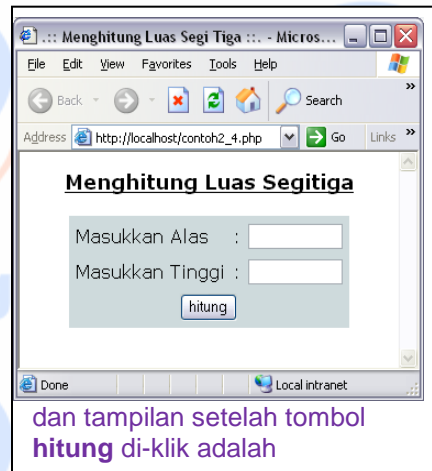 .:: Menghitung Luas Segi Tiga ::. - Micros...
File Edit View Favorites Tools Help
Back Search »
Address http://localhost/contoh2_4.php Go Links »
Menghitung Luas Segitiga
Masukkan Alas :
Masukkan Tinggi :
hitung
Done Local intranet
dan tampilan setelah tombol
hitung di-klik adalah